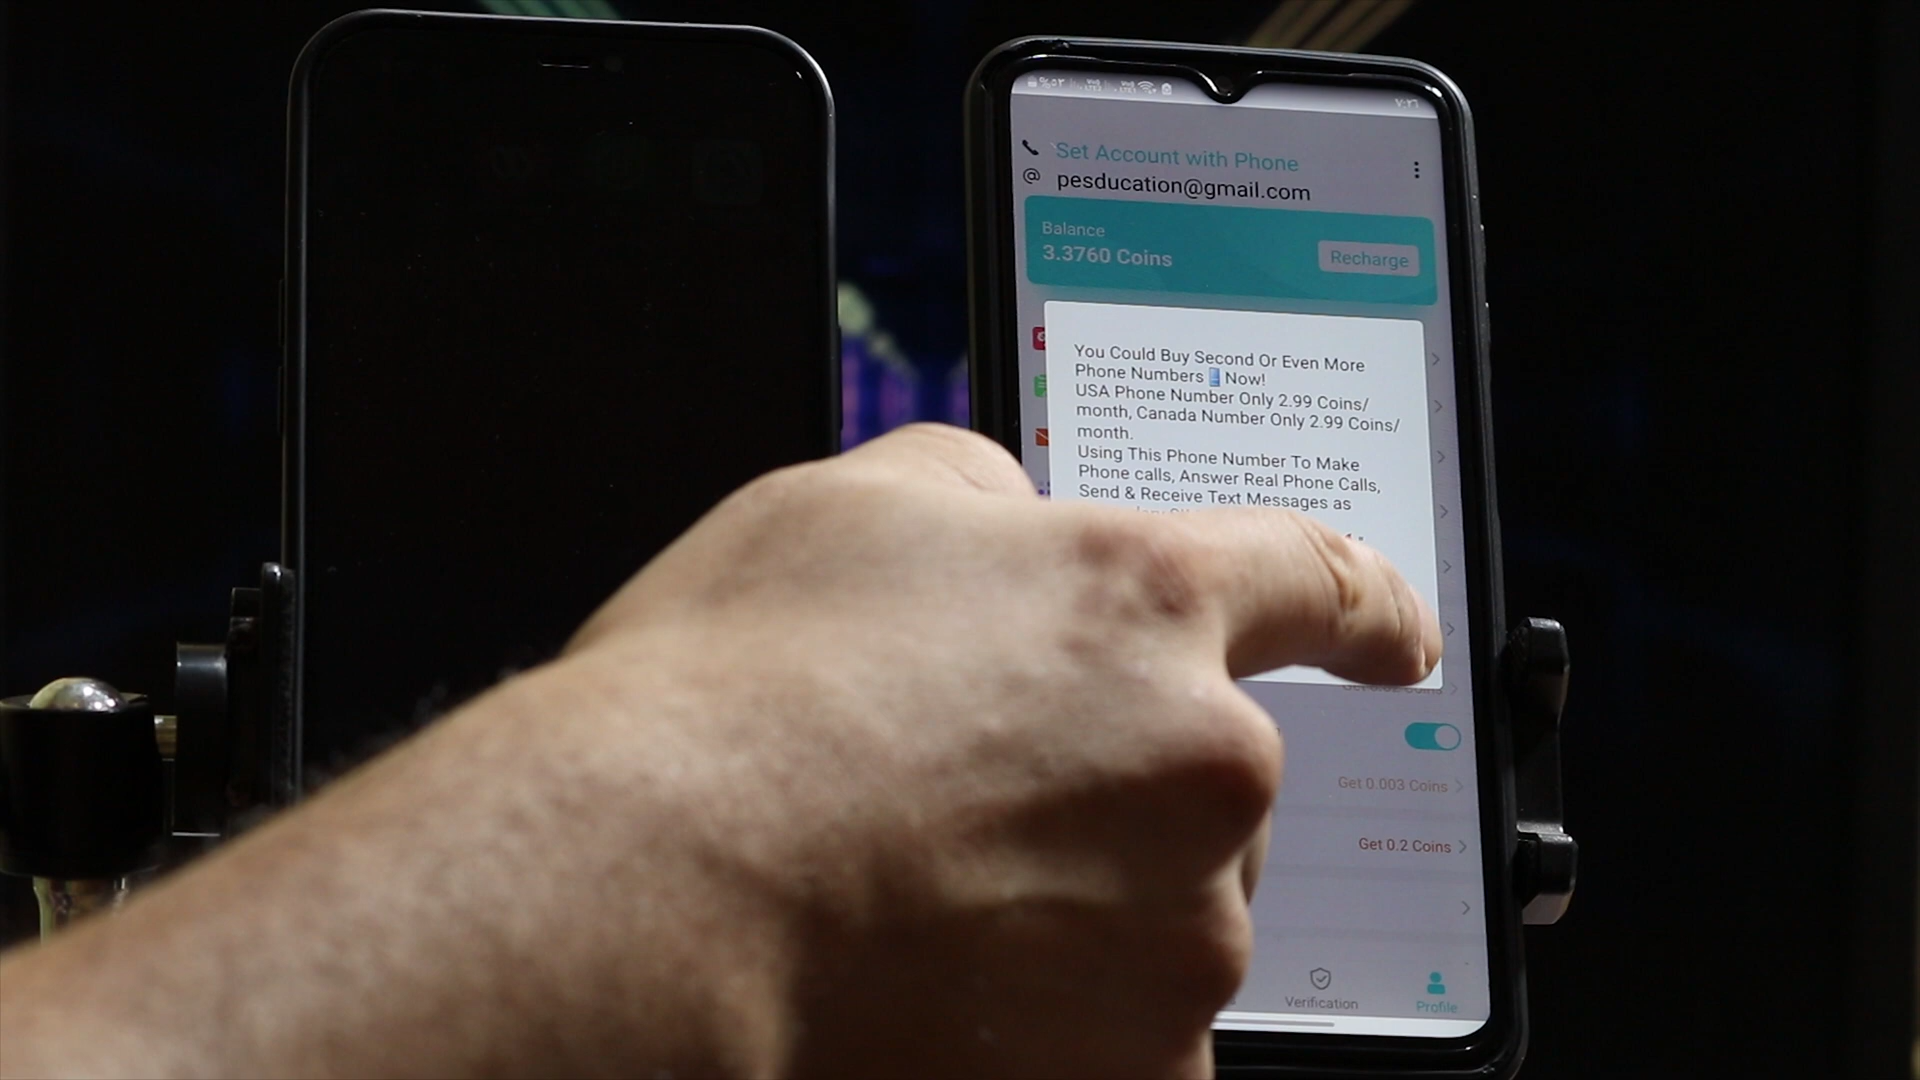 %٥٣
٧:٢٦
Set Account with Phone
@ pesducation@gmail.com
Balance
3.3760 Coins
Recharge
You Could Buy Second Or Even More
Phone Numbers Now!
USA Phone Number Only 2.99 Coins/
month, Canada Number Only 2.99 Coins/
month.
Using This Phone Number To Make
Phone calls, Answer Real Phone Calls,
Send & Receive Text Messages as
Get 0.003 Coins
Get 0.2 Coins
Verification
Profile